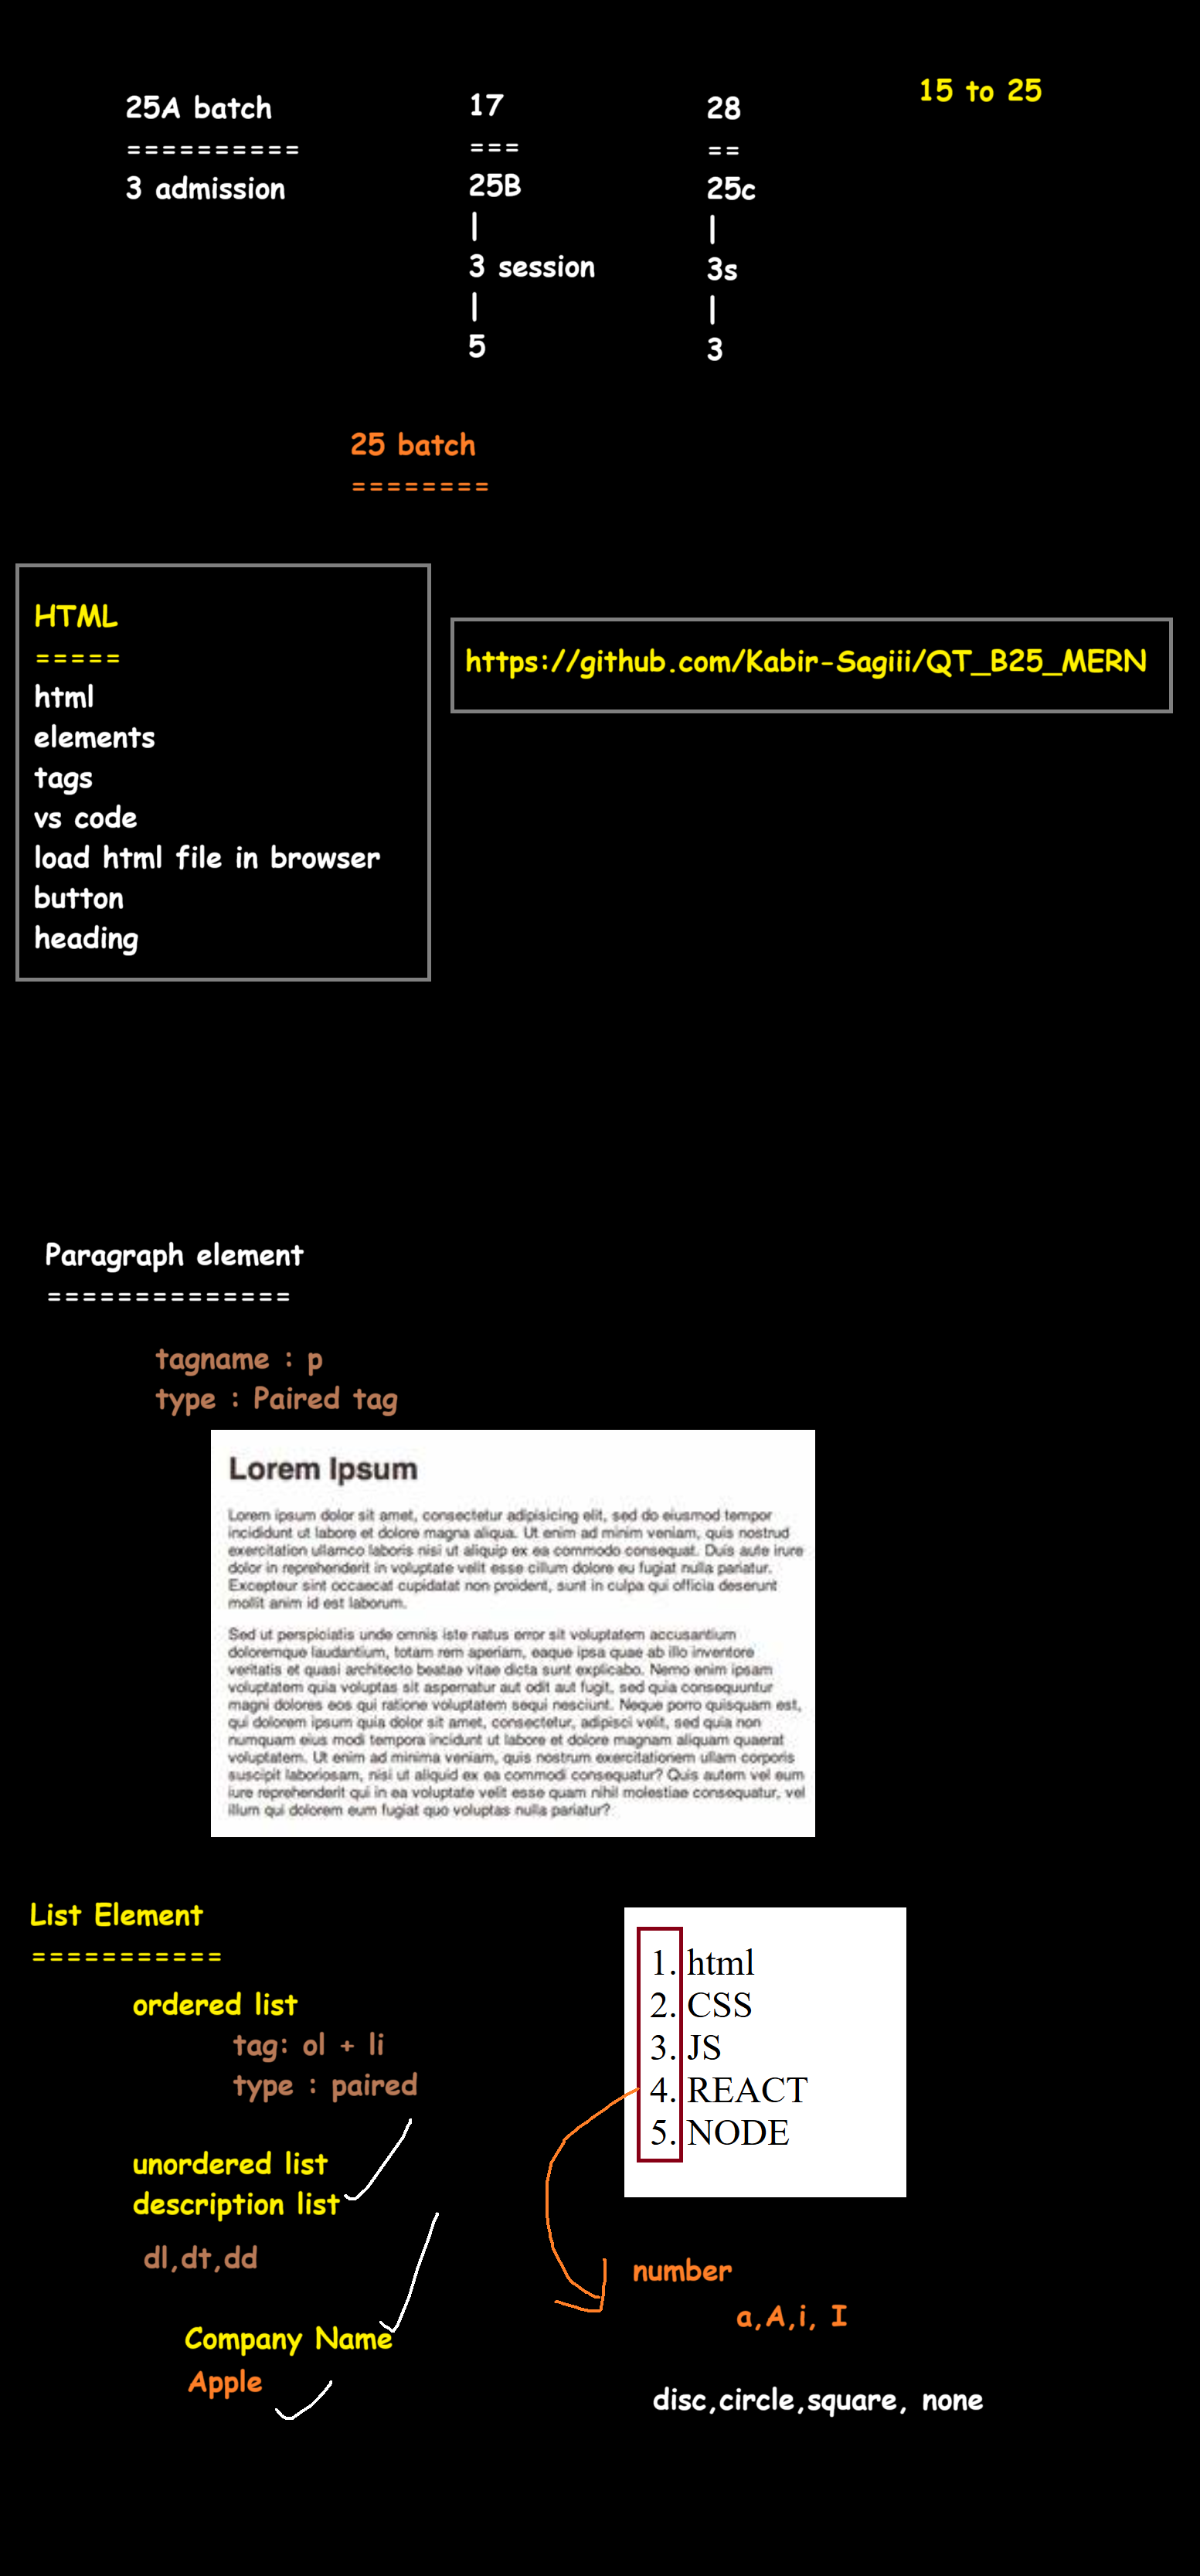 15 to 25
25A batch
==========
3 admission
17
===
25B
|
3 session
|
5
28
==
25c
|
3s
|
3
25 batch
========
HTML
=====
html
elements
tags
vs code
load html file in browser
button
heading
https://github.com/Kabir-Sagiii/QT_B25_MERN
Paragraph element
==============
tagname : p
type : Paired tag
Lorem Ipsum
Lorem ipsum dolor sit amet, consectetur adipisicing elit, sed do eiusmod tempor
incididunt ut labore et dolore magna aliqua. Ut enim ad minim veniam, quis nostrud
exercitation ullamco laboris nisi ut aliquip ex ea commodo consequat. Duis aute irure
dolor in reprehenderit in voluptate velit esse cillum dolore eu fugiat nulla pariatur.
Excepteur sint occaecat cupidatat non proident, sunt in culpa qui officia deserunt
mollit anim id est laborum.
Sed ut perspiciatis unde omnis iste natus error sit voluptatem accusantium
doloremque laudantium, totam rem aperiam, eaque ipsa quae ab illo inventore
veritatis et quasi architecto beatae vitae dicta sunt explicabo. Nemo enim ipsam
voluptatem quia voluptas sit aspernatur aut odit aut fugit, sed quia consequuntur
magni dolores eos qui ratione voluptatem sequi nesciunt. Neque porro quisquam est,
qui dolorem ipsum quia dolor sit amet, consectetur, adipisci velit, sed quia non
numquam eius modi tempora incidunt ut labore et dolore magnam aliquam quaerat
voluptatem. Ut enim ad minima veniam, quis nostrum exercitationem ullam corporis
suscipit laboriosam, nisi ut aliquid ex ea commodi consequatur? Quis autem vel eum
iure reprehenderit qui in ea voluptate velit esse quam nihil molestiae consequatur, vel
illum qui dolorem eum fugiat quo voluptas nulla pariatur?
List Element
===========
ordered list
tag: ol + li
type : paired
unordered list
description list
dl,dt,dd
Company Name
Apple
1. html
2. CSS
3. JS
4. REACT
5. NODE
number
a,A,i, I
disc,circle,square, none